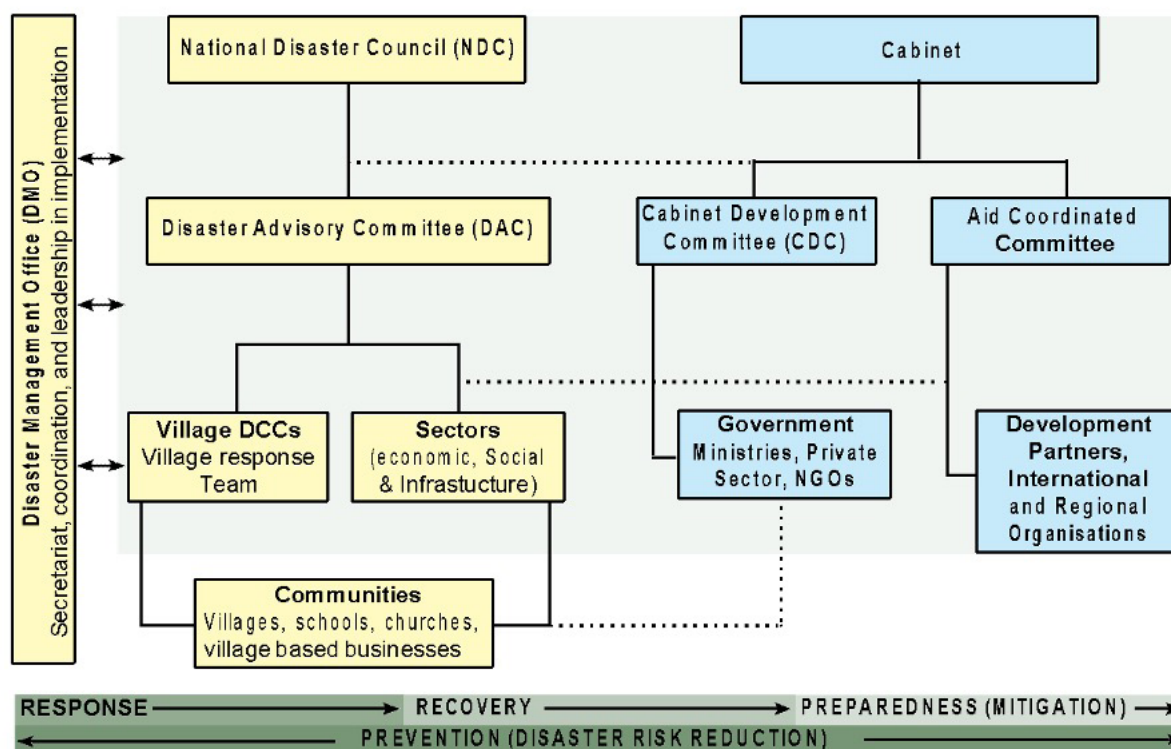 Disaster Management Office (DMO)
Secretariat, coordination, and leadership in implementation
National Disaster Council (NDC)
Cabinet
Disaster Advisory Committee (DAC)
Cabinet Development
Committee (CDC)
Aid Coordinated
Committee
Village DCCs
Village response
Team
Sectors
(economic, Social
& Infrastucture)
Government
Ministries, Private
Sector, NGOs
Development
Partners,
International
and Regional
Organisations
Communities
Villages, schools, churches,
village based businesses
RESPONSE
RECOVERY
PREPAREDNESS (MITIGATION)
PREVENTION (DISASTER RISK REDUCTION)